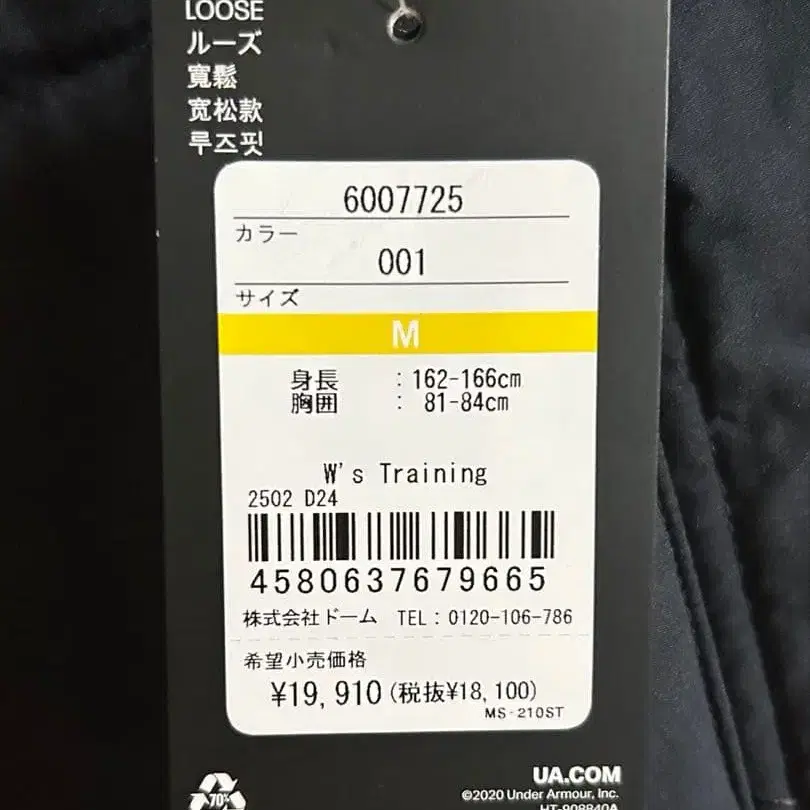 LOOSE
ルーズ
寬鬆
宽松款
루즈핏
6007725
カラー
001
サイズ
M
身長 : 162-166cm
胸囲 : 81-84cm
W's Training
2502 D24
4580637679665
株式会社ドーム TEL : 0120-106-786
希望小売価格
¥19,910 (税抜¥18,100)
MS-210ST
70%
UA.COM
©2020 Under Armour, Inc.
HT-908840A